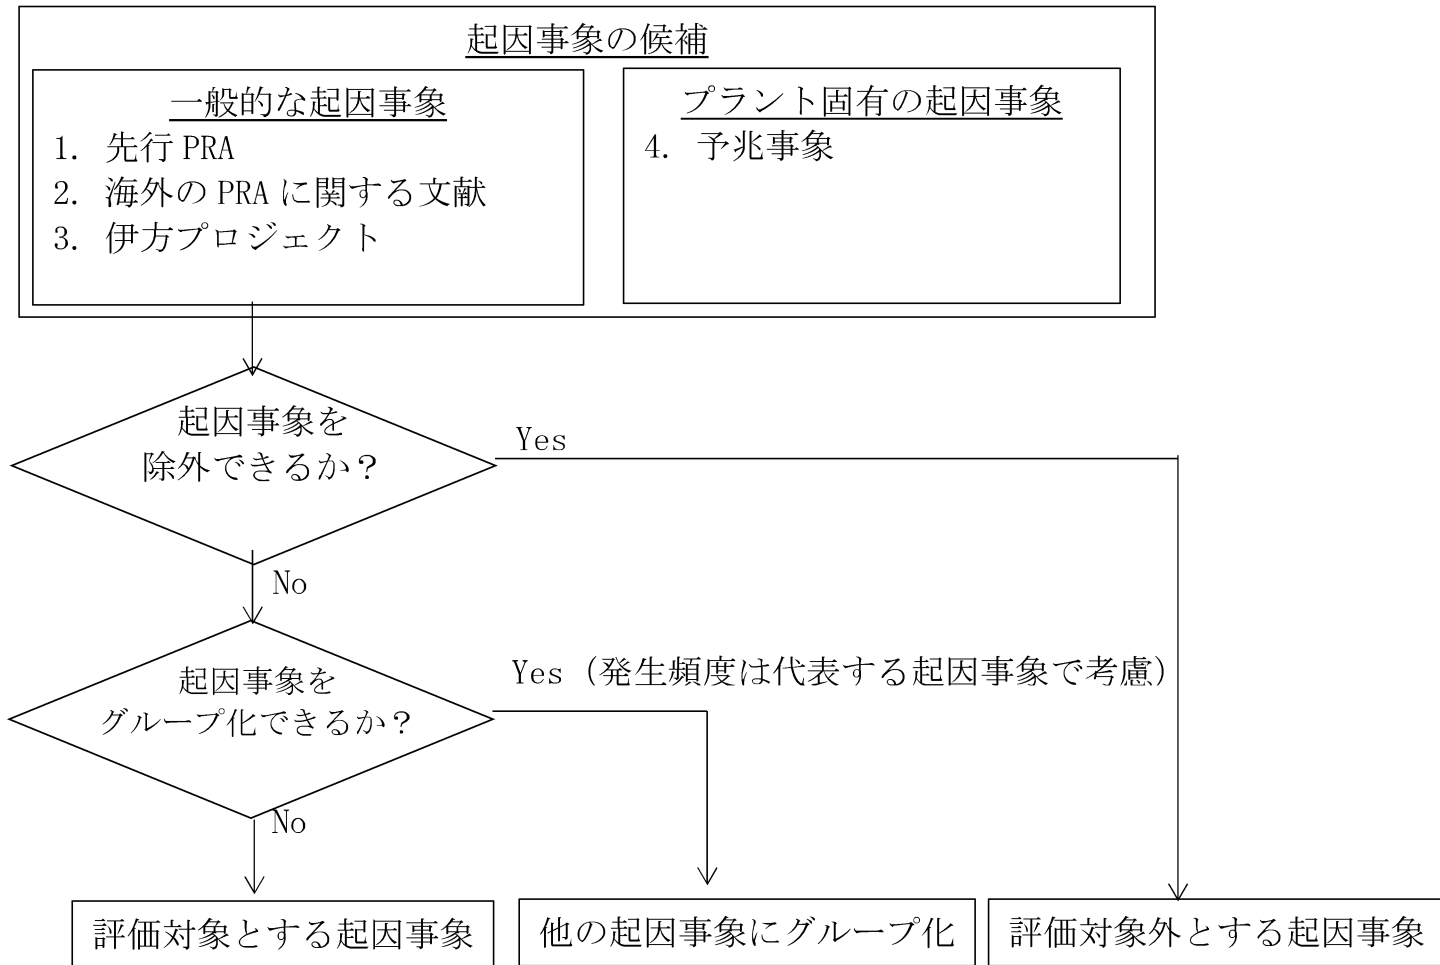 起因事象の候補
一般的な起因事象
1. 先行 PRA
2. 海外の PRA に関する文献
3. 伊方プロジェクト
プラント固有の起因事象
4. 予兆事象
起因事象を
除外できるか？
Yes
No
起因事象を
グループ化できるか？
Yes（発生頻度は代表する起因事象で考慮）
No
評価対象とする起因事象
他の起因事象にグループ化
評価対象外とする起因事象